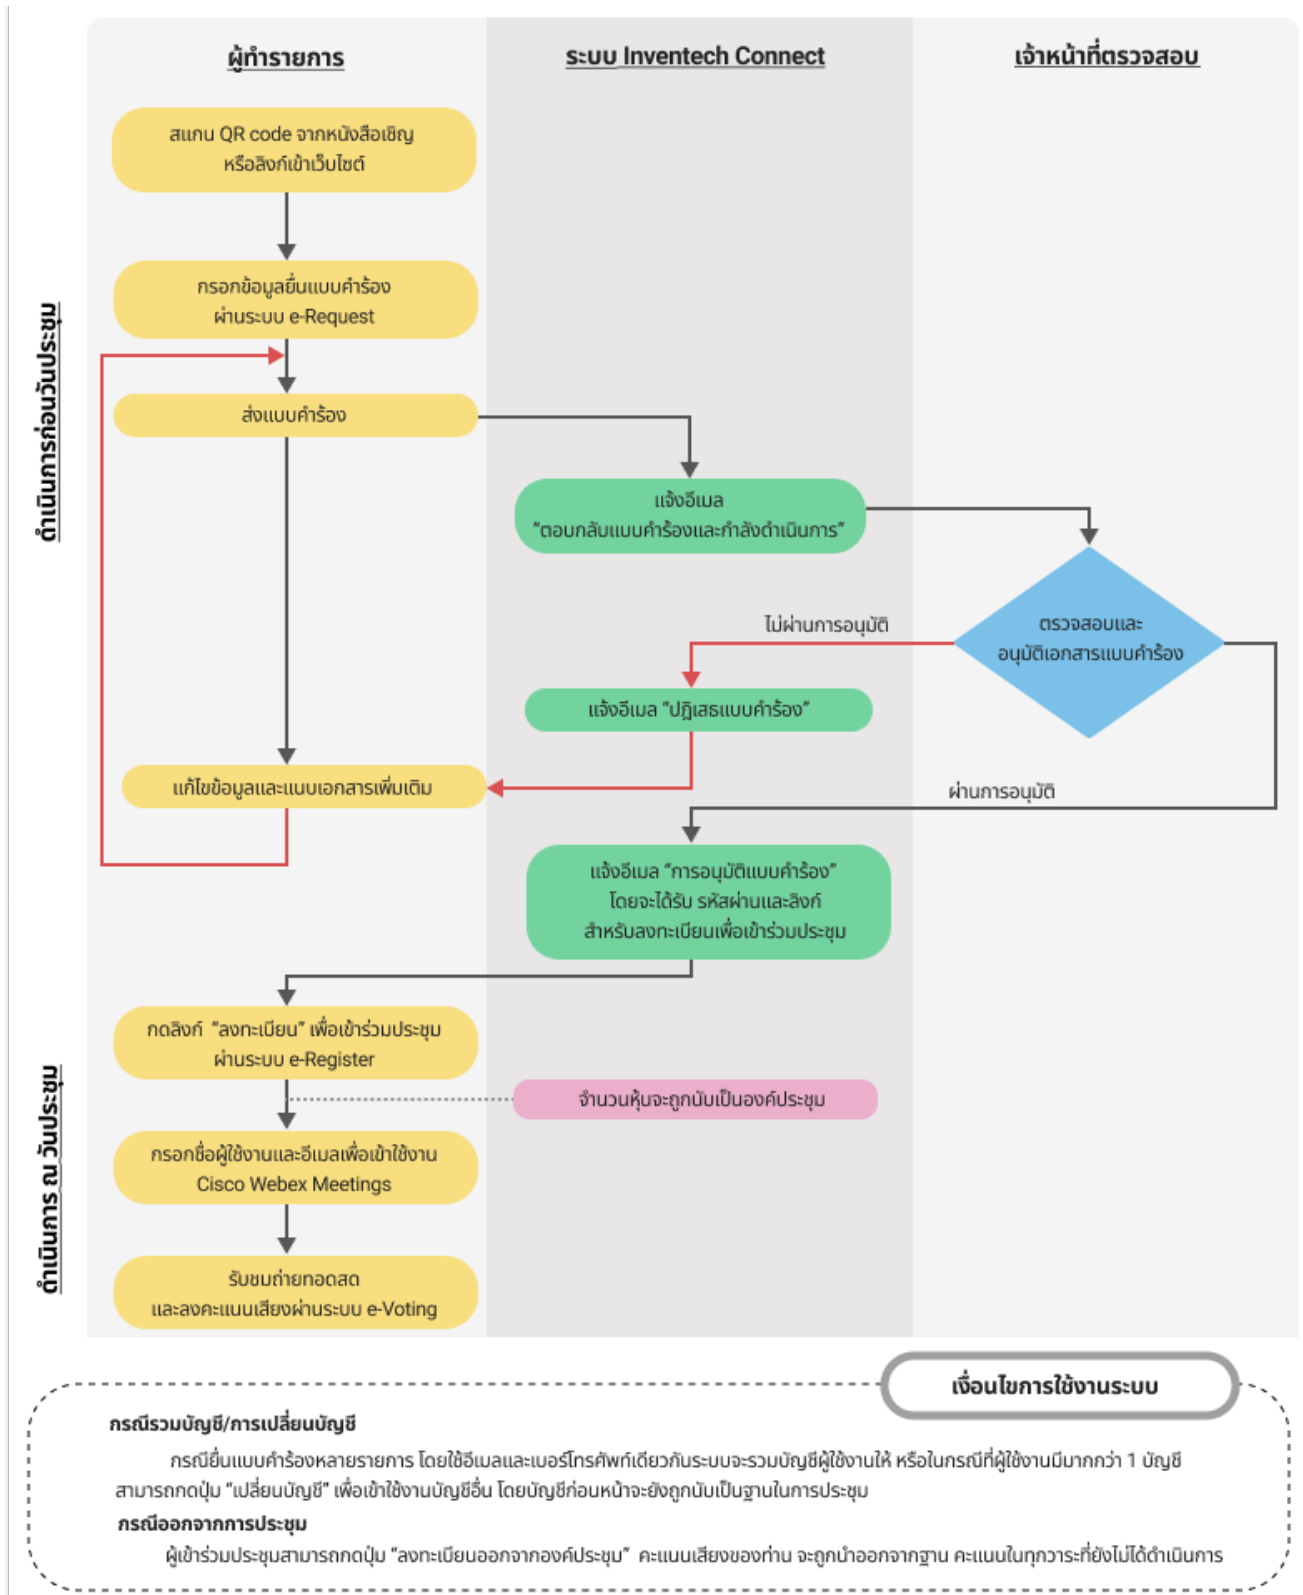 ผู้ทำรายการ
ระบบ Inventech Connect
เจ้าหน้าที่ตรวจสอบ
ดำเนินการก่อนวันประชุม
สแกน QR code จากหนังสือเชิญ
หรือลิงก์เข้าเว็บไซต์
กรอกข้อมูลยื่นแบบคำร้อง
ผ่านระบบ e-Request
ส่งแบบคำร้อง
แจ้งอีเมล
“ตอบกลับแบบคำร้องและกำลังดำเนินการ”
ตรวจสอบและ
อนุมัติเอกสารแบบคำร้อง
ไม่ผ่านการอนุมัติ
แจ้งอีเมล “ปฏิเสธแบบคำร้อง”
แก้ไขข้อมูลและแนบเอกสารเพิ่มเติม
ผ่านการอนุมัติ
แจ้งอีเมล “การอนุมัติแบบคำร้อง”
โดยจะได้รับ รหัสผ่านและลิงก์
สำหรับลงทะเบียนเพื่อเข้าร่วมประชุม
ดำเนินการ ณ วันประชุม
กดลิงก์ “ลงทะเบียน” เพื่อเข้าร่วมประชุม
ผ่านระบบ e-Register
จำนวนหุ้นจะถูกนับเป็นองค์ประชุม
กรอกชื่อผู้ใช้งานและอีเมลเพื่อเข้าใช้งาน
Cisco Webex Meetings
รับชมถ่ายทอดสด
และลงคะแนนเสียงผ่านระบบ e-Voting
เงื่อนไขการใช้งานระบบ
กรณีรวมบัญชี/การเปลี่ยนบัญชี
กรณียื่นแบบคำร้องหลายรายการ โดยใช้อีเมลและเบอร์โทรศัพท์เดียวกันระบบจะรวมบัญชีผู้ใช้งานให้ หรือในกรณีที่ผู้ใช้งานมีมากกว่า 1 บัญชี
สามารถกดปุ่ม “เปลี่ยนบัญชี” เพื่อเข้าใช้งานบัญชีอื่น โดยบัญชีก่อนหน้าจะยังถูกนับเป็นฐานในการประชุม
กรณีออกจากการประชุม
ผู้เข้าร่วมประชุมสามารถกดปุ่ม “ลงทะเบียนออกจากองค์ประชุม” คะแนนเสียงของท่าน จะถูกนำออกจากฐาน คะแนนในทุกวาระที่ยังไม่ได้ดำเนินการ